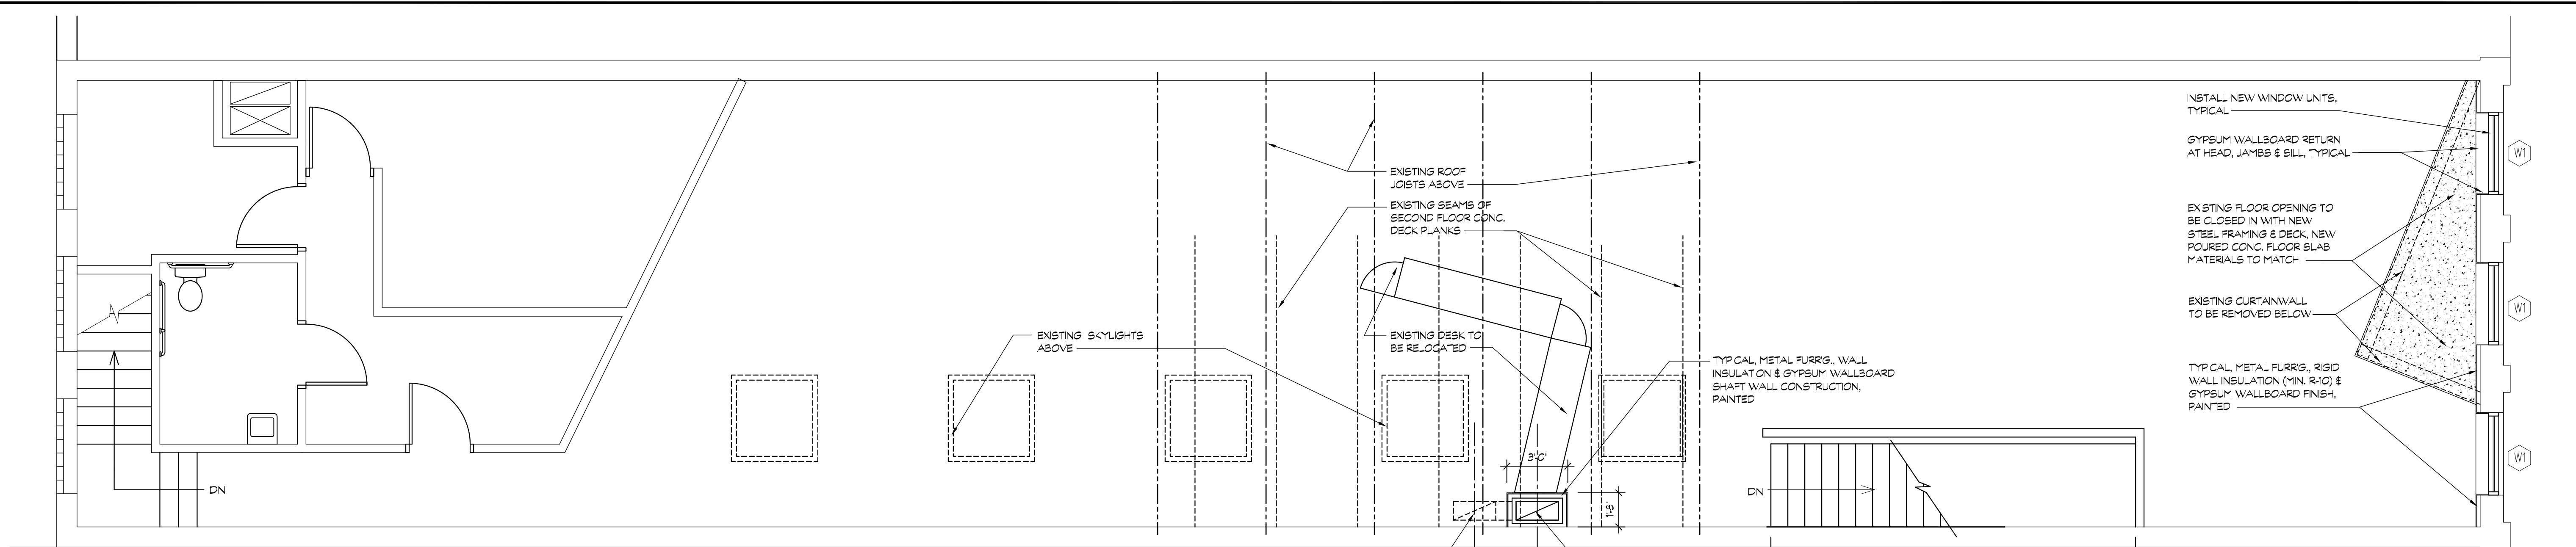 INSTALL NEW WINDOW UNITS,
TYPICAL
GYPSUM WALLBOARD RETURN
AT HEAD, JAMBS & SILL, TYPICAL
W1
EXISTING ROOF
JOISTS ABOVE
EXISTING SEAMS OF
SECOND FLOOR CONC.
DECK PLANKS
EXISTING FLOOR OPENING TO
BE CLOSED IN WITH NEW
STEEL FRAMING & DECK, NEW
POURED CONC. FLOOR SLAB
MATERIALS TO MATCH
EXISTING CURTAINWALL
TO BE REMOVED BELOW
W1
EXISTING SKYLIGHTS
ABOVE
EXISTING DESK TO
BE RELOCATED
TYPICAL, METAL FURR'G., WALL
INSULATION & GYPSUM WALLBOARD
SHAFT WALL CONSTRUCTION,
PAINTED
TYPICAL, METAL FURR'G., RIGID
WALL INSULATION (MIN. R-10) &
GYPSUM WALLBOARD FINISH,
PAINTED
W1
3'-0"
DN
DN
1'-8"